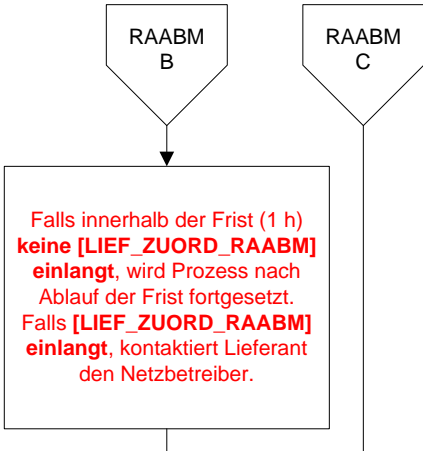 RAABM
B
RAABM
C
Falls innerhalb der Frist (1 h)
keine [LIEF_ZUORD_RAABM]
einlangt, wird Prozess nach
Ablauf der Frist fortgesetzt.
Falls [LIEF_ZUORD_RAABM]
einlangt, kontaktiert Lieferant
den Netzbetreiber.